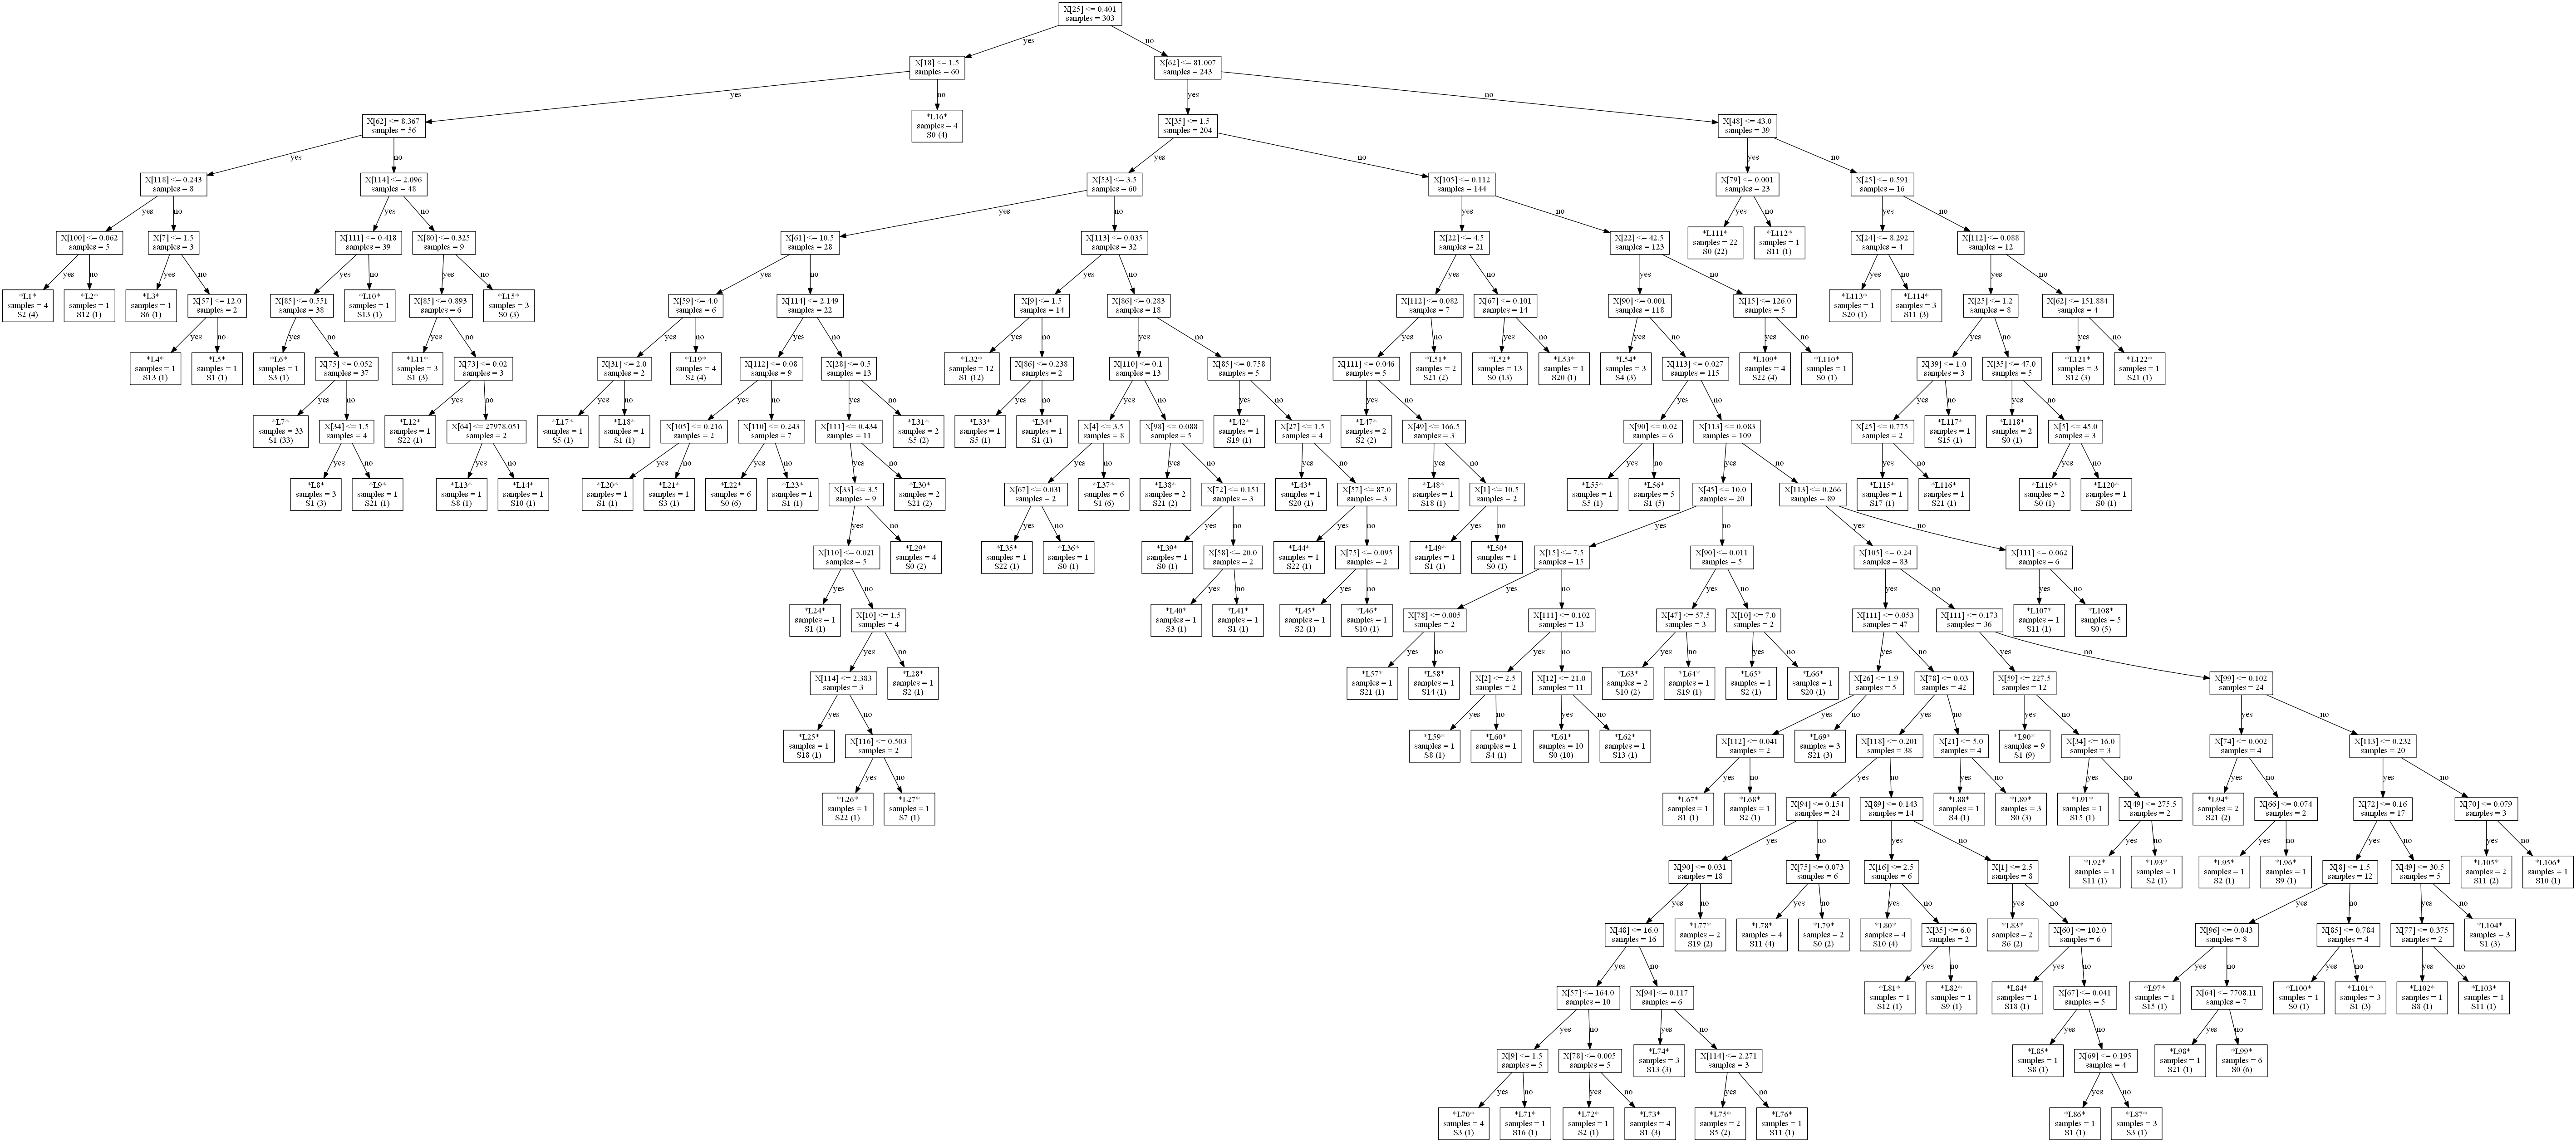 X[25] <= 0.401
samples = 303
yes
no
X[18] <= 1.5
samples = 60
X[62] <= 81.007
samples = 243
yes
no
yes
no
X[62] <= 8.367
samples = 56
*L16*
samples = 4
S0 (4)
X[35] <= 1.5
samples = 204
X[48] <= 43.0
samples = 39
yes
no
yes
no
yes
no
X[118] <= 0.243
samples = 8
X[114] <= 2.096
samples = 48
X[53] <= 3.5
samples = 60
X[105] <= 0.112
samples = 144
X[79] <= 0.001
samples = 23
X[25] <= 0.591
samples = 16
yes
no
yes
no
yes
no
yes
no
yes
no
yes
no
X[100] <= 0.062
samples = 5
X[7] <= 1.5
samples = 3
X[111] <= 0.418
samples = 39
X[80] <= 0.325
samples = 9
X[61] <= 10.5
samples = 28
X[113] <= 0.035
samples = 32
X[22] <= 4.5
samples = 21
X[22] <= 42.5
samples = 123
*L111*
samples = 22
S0 (22)
*L112*
samples = 1
S11 (1)
X[24] <= 8.292
samples = 4
X[112] <= 0.088
samples = 12
*L1*
samples = 4
S2 (4)
*L2*
samples = 1
S12 (1)
*L3*
samples = 1
S6 (1)
X[57] <= 12.0
samples = 2
X[85] <= 0.551
samples = 38
*L10*
samples = 1
S13 (1)
X[85] <= 0.893
samples = 6
*L15*
samples = 3
S0 (3)
X[59] <= 4.0
samples = 6
X[114] <= 2.149
samples = 22
X[9] <= 1.5
samples = 14
X[86] <= 0.283
samples = 18
X[112] <= 0.082
samples = 7
X[67] <= 0.101
samples = 14
X[90] <= 0.001
samples = 118
X[15] <= 126.0
samples = 5
*L113*
samples = 1
S20 (1)
*L114*
samples = 3
S11 (3)
X[25] <= 1.2
samples = 8
X[62] <= 151.884
samples = 4
*L4*
samples = 1
S13 (1)
*L5*
samples = 1
S1 (1)
*L6*
samples = 1
S3 (1)
X[75] <= 0.052
samples = 37
*L11*
samples = 3
S1 (3)
X[73] <= 0.02
samples = 3
X[31] <= 2.0
samples = 2
*L19*
samples = 4
S2 (4)
X[112] <= 0.08
samples = 9
X[28] <= 0.5
samples = 13
*L32*
samples = 12
S1 (12)
X[86] <= 0.238
samples = 2
X[110] <= 0.1
samples = 13
X[85] <= 0.758
samples = 5
X[111] <= 0.046
samples = 5
*L51*
samples = 2
S21 (2)
*L52*
samples = 13
S0 (13)
*L53*
samples = 1
S20 (1)
*L54*
samples = 3
S4 (3)
X[113] <= 0.027
samples = 115
*L109*
samples = 4
S22 (4)
*L110*
samples = 1
S0 (1)
X[39] <= 1.0
samples = 3
X[35] <= 47.0
samples = 5
*L121*
samples = 3
S12 (3)
*L122*
samples = 1
S21 (1)
*L7*
samples = 33
S1 (33)
X[34] <= 1.5
samples = 4
*L12*
samples = 1
S22 (1)
X[64] <= 27978.051
samples = 2
*L17*
samples = 1
S5 (1)
*L18*
samples = 1
S1 (1)
X[105] <= 0.216
samples = 2
X[110] <= 0.243
samples = 7
X[111] <= 0.434
samples = 11
*L31*
samples = 2
S5 (2)
*L33*
samples = 1
S5 (1)
*L34*
samples = 1
S1 (1)
X[4] <= 3.5
samples = 8
X[98] <= 0.088
samples = 5
*L42*
samples = 1
S19 (1)
X[27] <= 1.5
samples = 4
*L47*
samples = 2
S2 (2)
X[49] <= 166.5
samples = 3
X[90] <= 0.02
samples = 6
X[113] <= 0.083
samples = 109
X[25] <= 0.775
samples = 2
*L117*
samples = 1
S15 (1)
*L118*
samples = 2
S0 (1)
X[5] <= 45.0
samples = 3
*L8*
samples = 3
S1 (3)
*L9*
samples = 1
S21 (1)
*L13*
samples = 1
S8 (1)
*L14*
samples = 1
S10 (1)
*L20*
samples = 1
S1 (1)
*L21*
samples = 1
S3 (1)
*L22*
samples = 6
S0 (6)
*L23*
samples = 1
S1 (1)
X[33] <= 3.5
samples = 9
*L30*
samples = 2
S21 (2)
X[67] <= 0.031
samples = 2
*L37*
samples = 6
S1 (6)
*L38*
samples = 2
S21 (2)
X[72] <= 0.151
samples = 3
*L43*
samples = 1
S20 (1)
X[57] <= 87.0
samples = 3
*L48*
samples = 1
S18 (1)
X[1] <= 10.5
samples = 2
*L55*
samples = 1
S5 (1)
*L56*
samples = 5
S1 (5)
X[45] <= 10.0
samples = 20
X[113] <= 0.266
samples = 89
*L115*
samples = 1
S17 (1)
*L116*
samples = 1
S21 (1)
*L119*
samples = 2
S0 (1)
*L120*
samples = 1
S0 (1)
X[110] <= 0.021
samples = 5
*L29*
samples = 4
S0 (2)
*L35*
samples = 1
S22 (1)
*L36*
samples = 1
S0 (1)
*L39*
samples = 1
S0 (1)
X[58] <= 20.0
samples = 2
*L44*
samples = 1
S22 (1)
X[75] <= 0.095
samples = 2
*L49*
samples = 1
S1 (1)
*L50*
samples = 1
S0 (1)
X[15] <= 7.5
samples = 15
X[90] <= 0.011
samples = 5
X[105] <= 0.24
samples = 83
X[111] <= 0.062
samples = 6
*L24*
samples = 1
S1 (1)
X[10] <= 1.5
samples = 4
*L40*
samples = 1
S3 (1)
*L41*
samples = 1
S1 (1)
*L45*
samples = 1
S2 (1)
*L46*
samples = 1
S10 (1)
X[78] <= 0.005
samples = 2
X[111] <= 0.102
samples = 13
X[47] <= 57.5
samples = 3
X[10] <= 7.0
samples = 2
X[111] <= 0.053
samples = 47
X[111] <= 0.173
samples = 36
*L107*
samples = 1
S11 (1)
*L108*
samples = 5
S0 (5)
X[114] <= 2.383
samples = 3
*L28*
samples = 1
S2 (1)
*L57*
samples = 1
S21 (1)
*L58*
samples = 1
S14 (1)
X[2] <= 2.5
samples = 2
X[12] <= 21.0
samples = 11
*L63*
samples = 2
S10 (2)
*L64*
samples = 1
S19 (1)
*L65*
samples = 1
S2 (1)
*L66*
samples = 1
S20 (1)
X[26] <= 1.9
samples = 5
X[78] <= 0.03
samples = 42
X[59] <= 227.5
samples = 12
X[99] <= 0.102
samples = 24
*L25*
samples = 1
S18 (1)
X[116] <= 0.503
samples = 2
*L59*
samples = 1
S8 (1)
*L60*
samples = 1
S4 (1)
*L61*
samples = 10
S0 (10)
*L62*
samples = 1
S13 (1)
X[112] <= 0.041
samples = 2
*L69*
samples = 3
S21 (3)
X[118] <= 0.201
samples = 38
X[21] <= 5.0
samples = 4
*L90*
samples = 9
S1 (9)
X[34] <= 16.0
samples = 3
X[74] <= 0.002
samples = 4
X[113] <= 0.232
samples = 20
*L26*
samples = 1
S22 (1)
*L27*
samples = 1
S7 (1)
*L67*
samples = 1
S1 (1)
*L68*
samples = 1
S2 (1)
X[94] <= 0.154
samples = 24
X[89] <= 0.143
samples = 14
*L88*
samples = 1
S4 (1)
*L89*
samples = 3
S0 (3)
*L91*
samples = 1
S15 (1)
X[49] <= 275.5
samples = 2
*L94*
samples = 2
S21 (2)
X[66] <= 0.074
samples = 2
X[72] <= 0.16
samples = 17
X[70] <= 0.079
samples = 3
X[90] <= 0.031
samples = 18
X[75] <= 0.073
samples = 6
X[16] <= 2.5
samples = 6
X[1] <= 2.5
samples = 8
*L92*
samples = 1
S11 (1)
*L93*
samples = 1
S2 (1)
*L95*
samples = 1
S2 (1)
*L96*
samples = 1
S9 (1)
X[8] <= 1.5
samples = 12
X[49] <= 30.5
samples = 5
*L105*
samples = 2
S11 (2)
*L106*
samples = 1
S10 (1)
X[48] <= 16.0
samples = 16
*L77*
samples = 2
S19 (2)
*L78*
samples = 4
S11 (4)
*L79*
samples = 2
S0 (2)
*L80*
samples = 4
S10 (4)
X[35] <= 6.0
samples = 2
*L83*
samples = 2
S6 (2)
X[60] <= 102.0
samples = 6
X[96] <= 0.043
samples = 8
X[85] <= 0.784
samples = 4
X[77] <= 0.375
samples = 2
*L104*
samples = 3
S1 (3)
X[57] <= 164.0
samples = 10
X[94] <= 0.117
samples = 6
*L81*
samples = 1
S12 (1)
*L82*
samples = 1
S9 (1)
*L84*
samples = 1
S18 (1)
X[67] <= 0.041
samples = 5
*L97*
samples = 1
S15 (1)
X[64] <= 7708.11
samples = 7
*L100*
samples = 1
S0 (1)
*L101*
samples = 3
S1 (3)
*L102*
samples = 1
S8 (1)
*L103*
samples = 1
S11 (1)
X[9] <= 1.5
samples = 5
X[78] <= 0.005
samples = 5
*L74*
samples = 3
S13 (3)
X[114] <= 2.271
samples = 3
*L85*
samples = 1
S8 (1)
X[69] <= 0.195
samples = 4
*L98*
samples = 1
S21 (1)
*L99*
samples = 6
S0 (6)
*L70*
samples = 4
S3 (1)
*L71*
samples = 1
S16 (1)
*L72*
samples = 1
S2 (1)
*L73*
samples = 4
S1 (3)
*L75*
samples = 2
S5 (2)
*L76*
samples = 1
S11 (1)
*L86*
samples = 1
S1 (1)
*L87*
samples = 3
S3 (1)